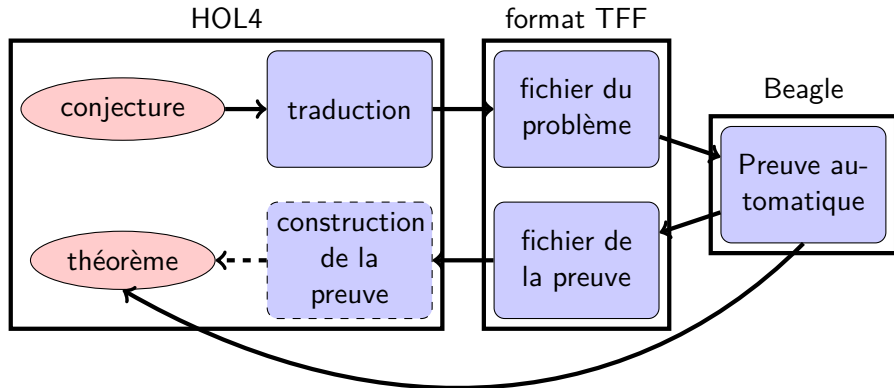 HOL4
format TFF
Beagle
conjecture
traduction
fichier du
problème
Preuve au-
tomatique
théorème
construction
de la
preuve
fichier de
la preuve